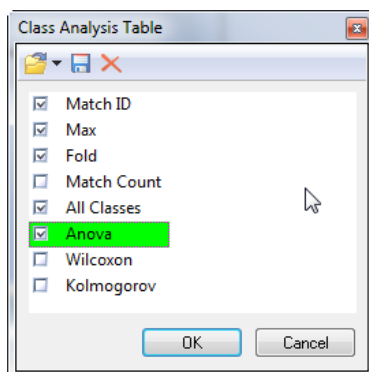 Class Analysis Table
Match ID
Max
Fold
Match Count
All Classes
Anova
Wilcoxon
Kolmogorov
OK Cancel